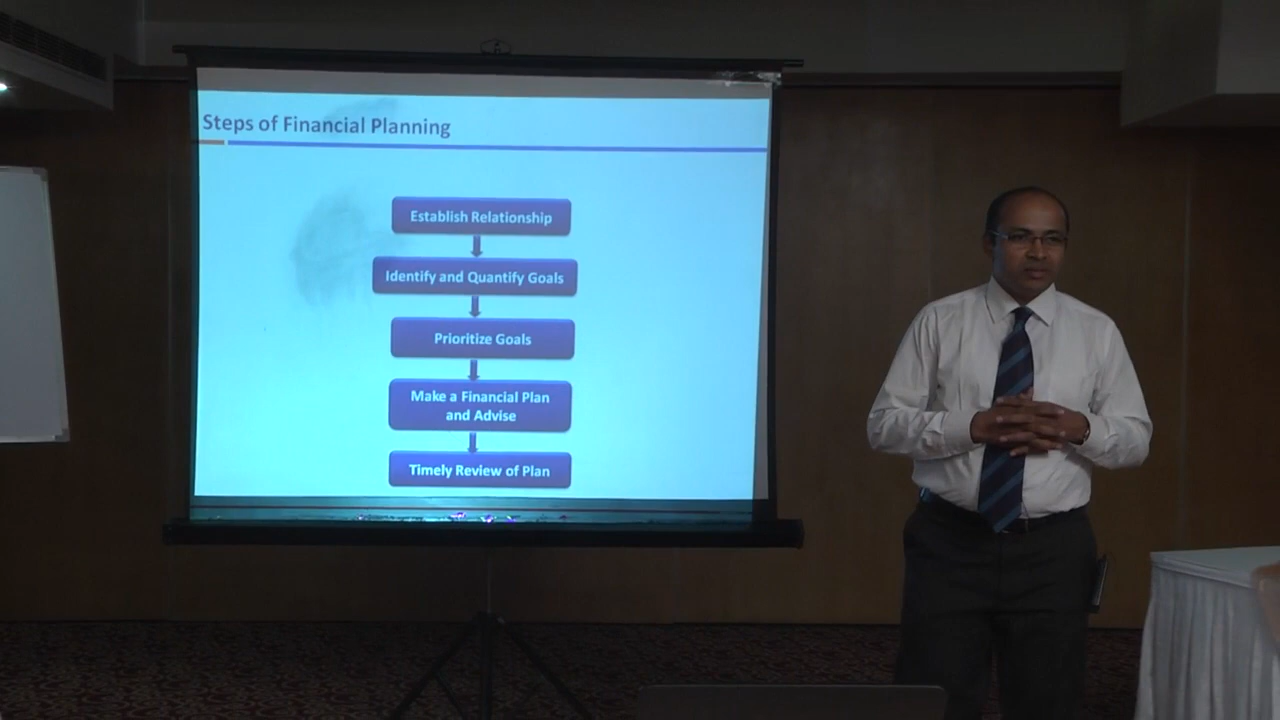 Steps of Financial Planning
Establish Relationship
Identify and Quantify Goals
Prioritize Goals
Make a Financial Plan
and Advise
Timely Review of Plan